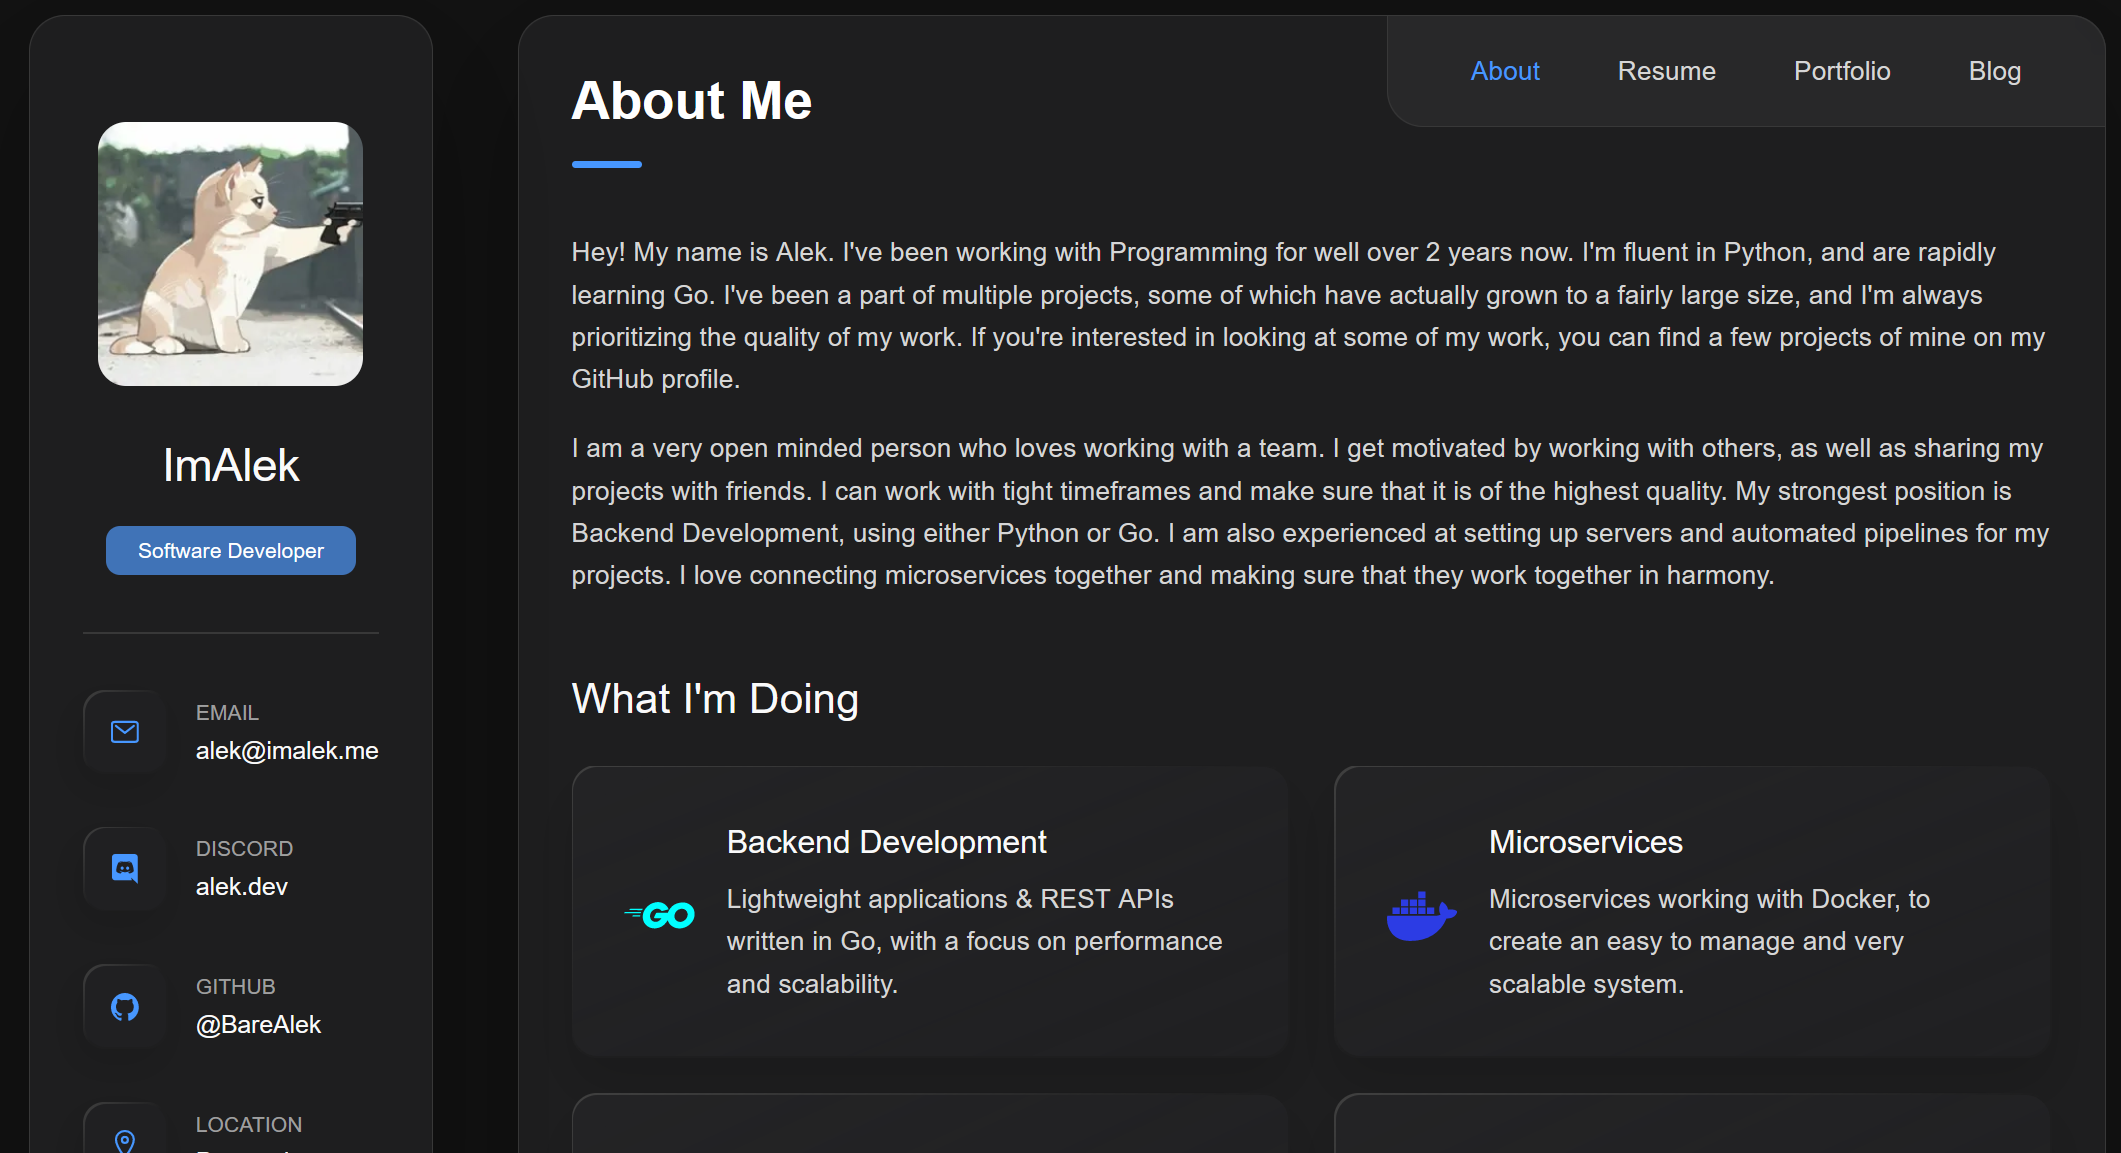 About
Resume
Portfolio
Blog
About Me
Hey! My name is Alek. I've been working with Programming for well over 2 years now. I'm fluent in Python, and are rapidly
learning Go. I've been a part of multiple projects, some of which have actually grown to a fairly large size, and I'm always
prioritizing the quality of my work. If you're interested in looking at some of my work, you can find a few projects of mine on my
GitHub profile.
I am a very open minded person who loves working with a team. I get motivated by working with others, as well as sharing my
projects with friends. I can work with tight timeframes and make sure that it is of the highest quality. My strongest position is
Backend Development, using either Python or Go. I am also experienced at setting up servers and automated pipelines for my
projects. I love connecting microservices together and making sure that they work together in harmony.
ImAlek
Software Developer
EMAIL
alek@imalek.me
DISCORD
alek.dev
GITHUB
@BareAlek
LOCATION
What I'm Doing
GO
Backend Development
Lightweight applications & REST APIs
written in Go, with a focus on performance
and scalability.
Microservices
Microservices working with Docker, to
create an easy to manage and very
scalable system.